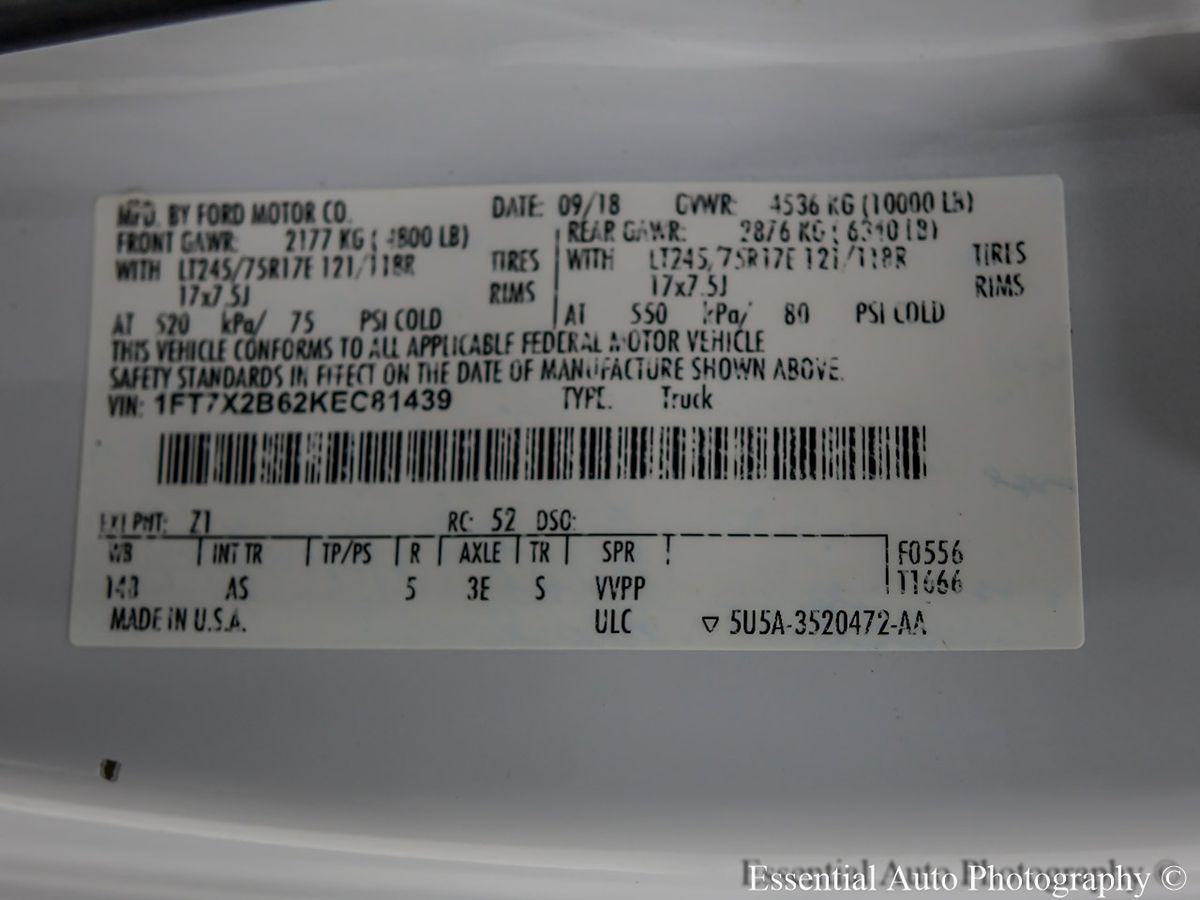 MFD. BY FORD MOTOR CO. DATE: 09/18 GVWR: 4536 KG (10000 LB)
FRONT GAWR: 2177 KG ( 4800 LB) REAR GAWR: 2876 KG ( 6340 LB)
WITH LT245/75R17E 121/118R TIRES WITH LT245/75R17E 121/118R TIRES
17x7.5J RIMS 17x7.5J RIMS
AT 520 kPa/ 75 PSI COLD AT 550 kPa/ 80 PSI COLD
THIS VEHICLE CONFORMS TO ALL APPLICABLE FEDERAL MOTOR VEHICLE
SAFETY STANDARDS IN EFFECT ON THE DATE OF MANUFACTURE SHOWN ABOVE.
VIN: 1FT7X2B62KEC81439 TYPE: Truck
EXT PNT: Z1 RC: 52 DSO:
WB INT TR TP/PS R AXLE TR SPR F0556
148 AS 5 3E S VVPP T1666
MADE IN U.S.A. ULC ▽ 5U5A-3520472-AA
Essential Auto Photography ©